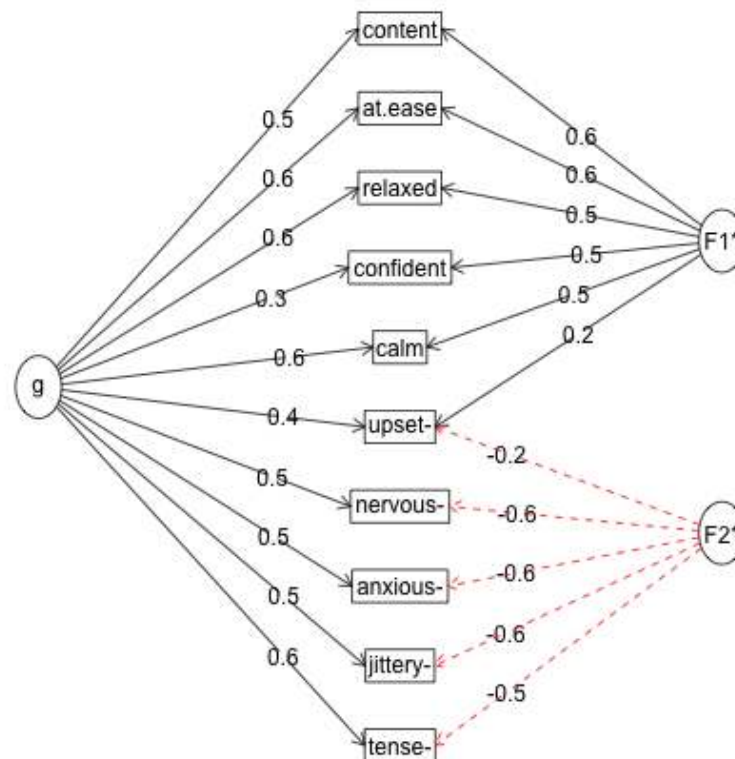 content
0.5
0.6
at.ease
0.6
0.6
relaxed
0.6
0.5
F1*
confident
0.3
0.5
calm
0.6
0.5
0.2
g
upset-
0.4
-0.2
nervous-
0.5
-0.6
F2*
anxious-
0.5
-0.6
jittery-
0.5
-0.6
tense-
0.6
-0.5